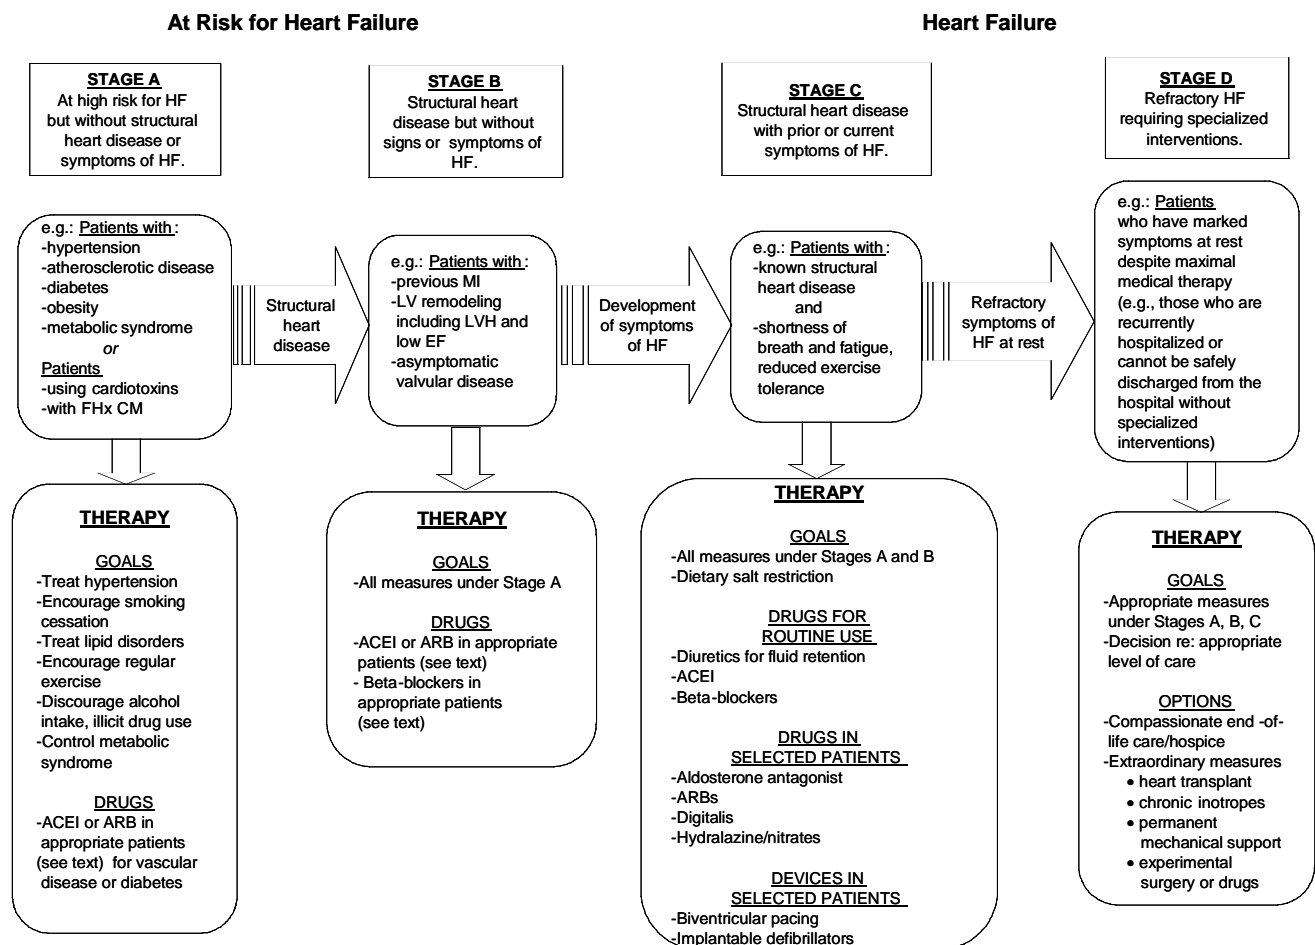 At Risk for Heart Failure
Heart Failure
STAGE A
At high risk for HF
but without structural
heart disease or
symptoms of HF.
STAGE B
Structural heart
disease but without
signs or symptoms of
HF.
STAGE C
Structural heart disease
with prior or current
symptoms of HF.
STAGE D
Refractory HF
requiring specialized
interventions.
e.g.: Patients with:
-hypertension
-atherosclerotic disease
-diabetes
-obesity
-metabolic syndrome
or
Patients
-using cardiotoxins
-with FHx CM
Structural
heart
disease
e.g.: Patients with:
-previous MI
-LV remodeling
including LVH and
low EF
-asymptomatic
valvular disease
Development
of symptoms
of HF
e.g.: Patients with:
-known structural
heart disease
and
-shortness of
breath and fatigue,
reduced exercise
tolerance
Refractory
symptoms of
HF at rest
e.g.: Patients
who have marked
symptoms at rest
despite maximal
medical therapy
(e.g., those who are
recurrently
hospitalized or
cannot be safely
discharged from the
hospital without
specialized
interventions)
THERAPY
GOALS
-Treat hypertension
-Encourage smoking
cessation
-Treat lipid disorders
-Encourage regular
exercise
-Discourage alcohol
intake, illicit drug use
-Control metabolic
syndrome
DRUGS
-ACEI or ARB in
appropriate patients
(see text) for vascular
disease or diabetes
THERAPY
GOALS
-All measures under Stage A
DRUGS
-ACEI or ARB in appropriate
patients (see text)
- Beta-blockers in
appropriate patients
(see text)
THERAPY
GOALS
-All measures under Stages A and B
-Dietary salt restriction
DRUGS FOR
ROUTINE USE
-Diuretics for fluid retention
-ACEI
-Beta-blockers
DRUGS IN
SELECTED PATIENTS
-Aldosterone antagonist
-ARBs
-Digitalis
-Hydralazine/nitrates
DEVICES IN
SELECTED PATIENTS
-Biventricular pacing
-Implantable defibrillators
THERAPY
GOALS
-Appropriate measures
under Stages A, B, C
-Decision re: appropriate
level of care
OPTIONS
-Compassionate end -of-
life care/hospice
-Extraordinary measures
• heart transplant
• chronic inotropes
• permanent
mechanical support
• experimental
surgery or drugs